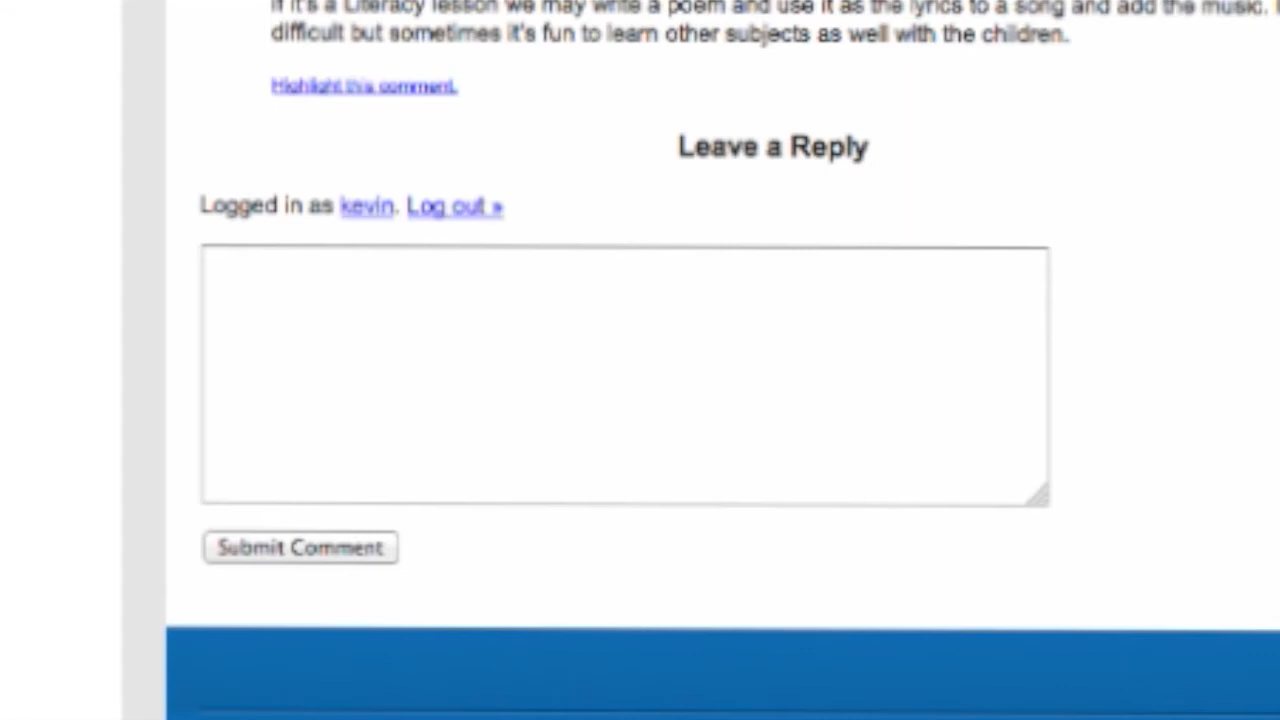 If it's a Literacy lesson we may write a poem and use it as the lyrics to a song and add the music.
difficult but sometimes it's fun to learn other subjects as well with the children.
Highlight this comment.
Leave a Reply
Logged in as kevin. Log out »
Submit Comment